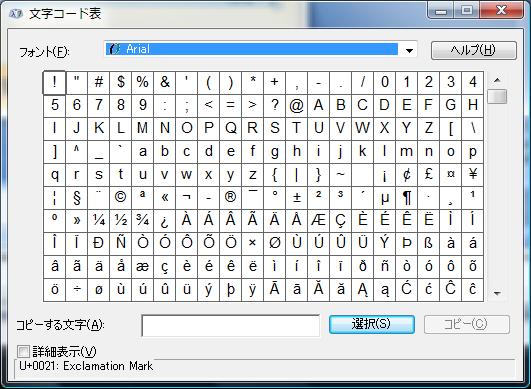 文字コード表
フォント(F):
Arial
ヘルプ(H)
! " # $ % & ' ( ) * + , - . / 0 1 2 3 4
5 6 7 8 9 : ; < = > ? @ A B C D E F G H
I J K L M N O P Q R S T U V W X Y Z [ \
] ^ _ ` a b c d e f g h i j k l m n o p
q r s t u v w x y z { | } ~ ¡ ¢ £ ¤ ¥
¦ § ¨ © ª « ¬ - ® ¯ ° ± ² ³ ´ µ ¶ · ¸ ¹
º » ¼ ½ ¾ ¿ À Á Â Ã Ä Å Æ Ç È É Ê Ë Ì Í
Î Ï Ð Ñ Ò Ó Ô Õ Ö × Ø Ù Ú Û Ü Ý Þ ß à á
â ã ä å æ ç è é ê ë ì í î ï ð ñ ò ó ô õ
ö ÷ ø ù ú û ü ý þ ÿ Ā ā Ă ă Ą ą Ć ć Ĉ
コピーする文字(A):
選択(S)
コピー(C)
詳細表示(V)
U+0021: Exclamation Mark